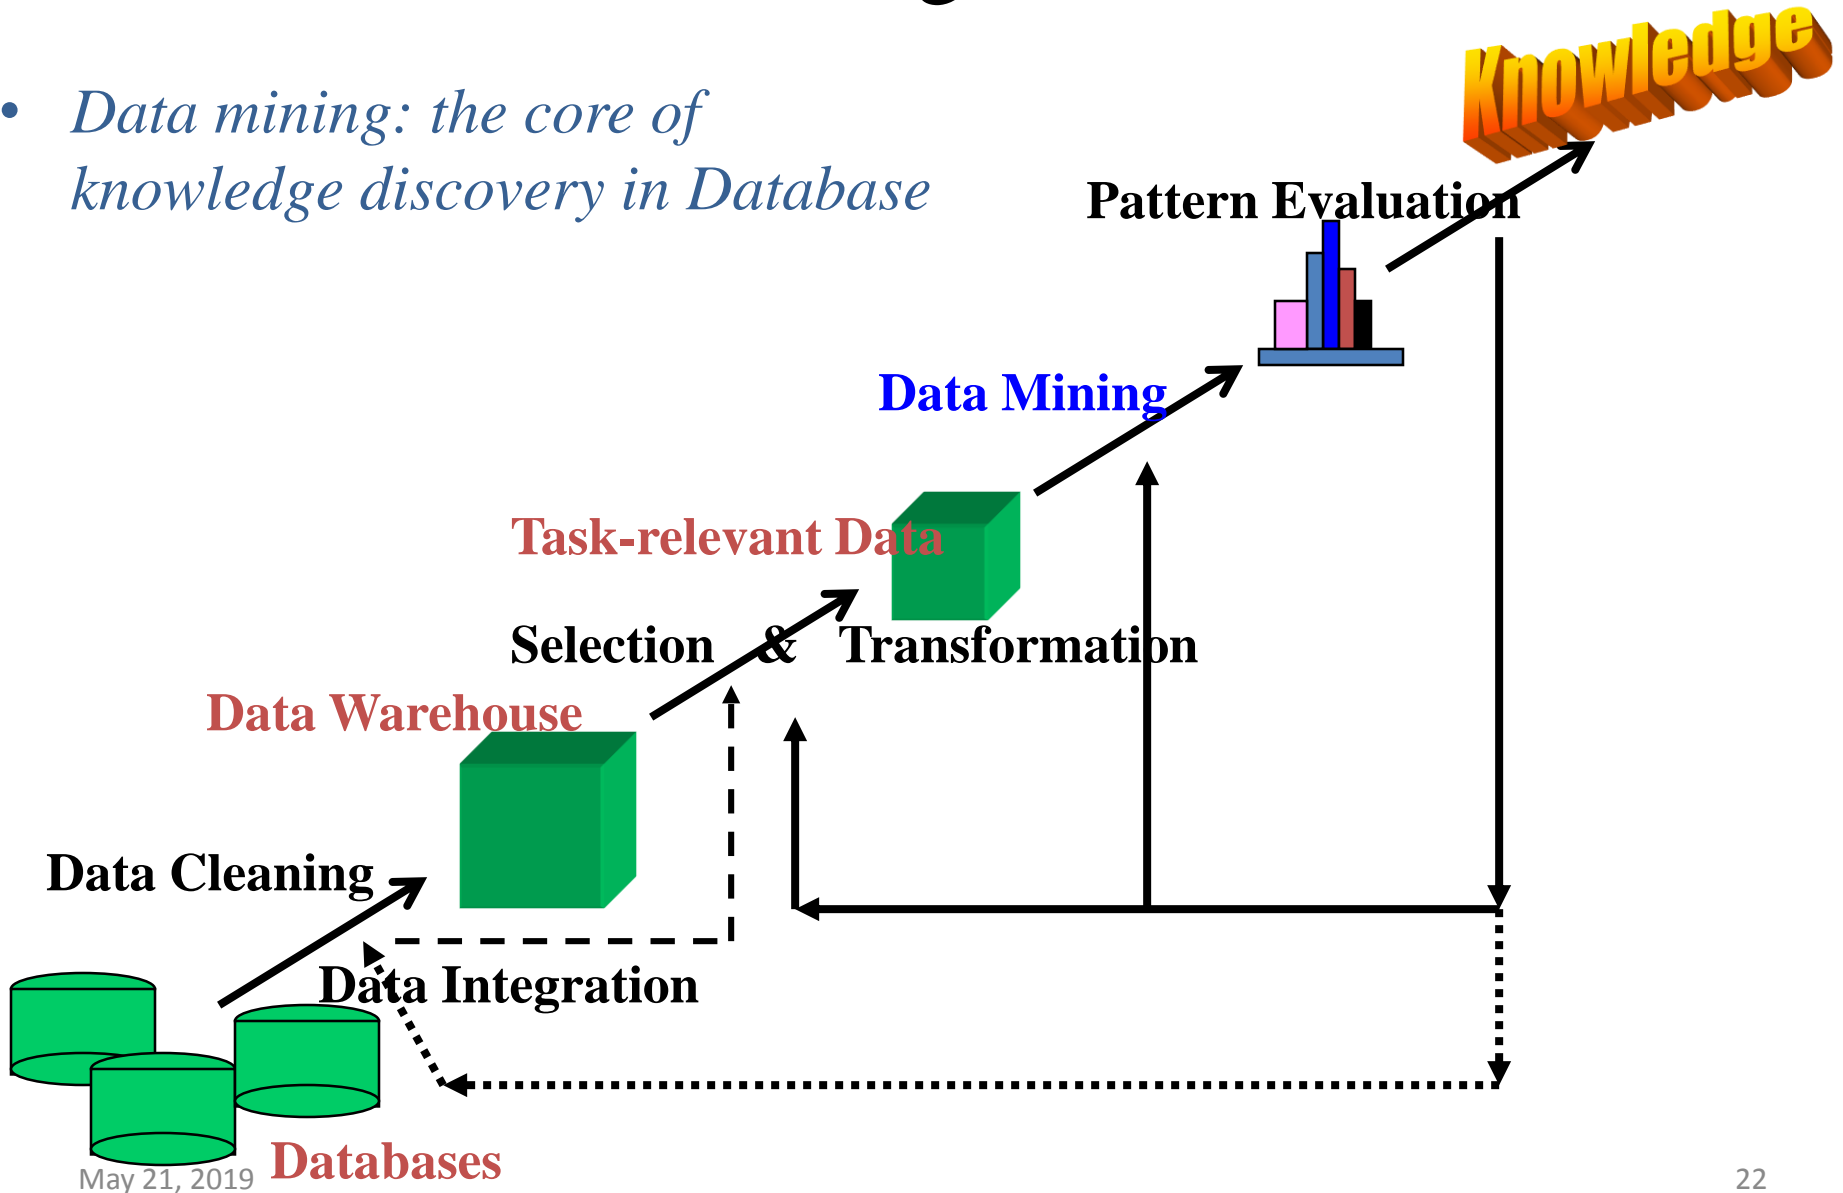 Knowledge
• Data mining: the core of
knowledge discovery in Database
Pattern Evaluation
Data Mining
Task-relevant Data
Selection & Transformation
Data Warehouse
Data Cleaning
Data Integration
Databases
May 21, 2019
22